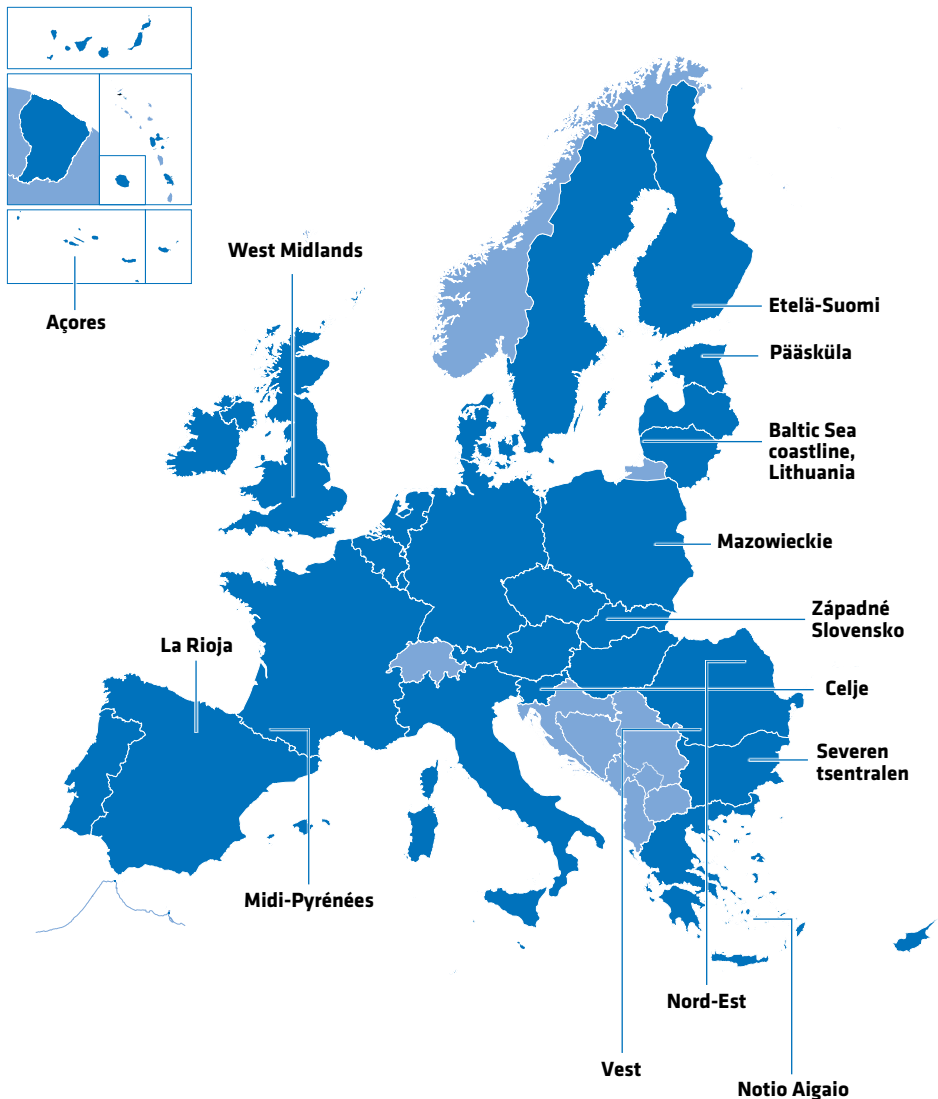 West Midlands
Açores
Etelä-Suomi
Pääsküla
Baltic Sea
coastline,
Lithuania
Mazowieckie
Západné
Slovensko
La Rioja
Celje
Severen
tsentralen
Midi-Pyrénées
Nord-Est
Vest
Notio Aigaio